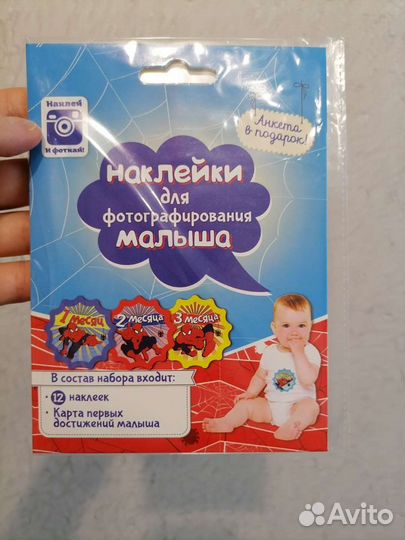 Наклей
и фоткай!
Анкета
в подарок!
Наклейки
для
фотографирования
малыша
1 месяц
2 месяца
3 месяца
В состав набора входит:
• 12 наклеек
• Карта первых
достижений малыша
Avito